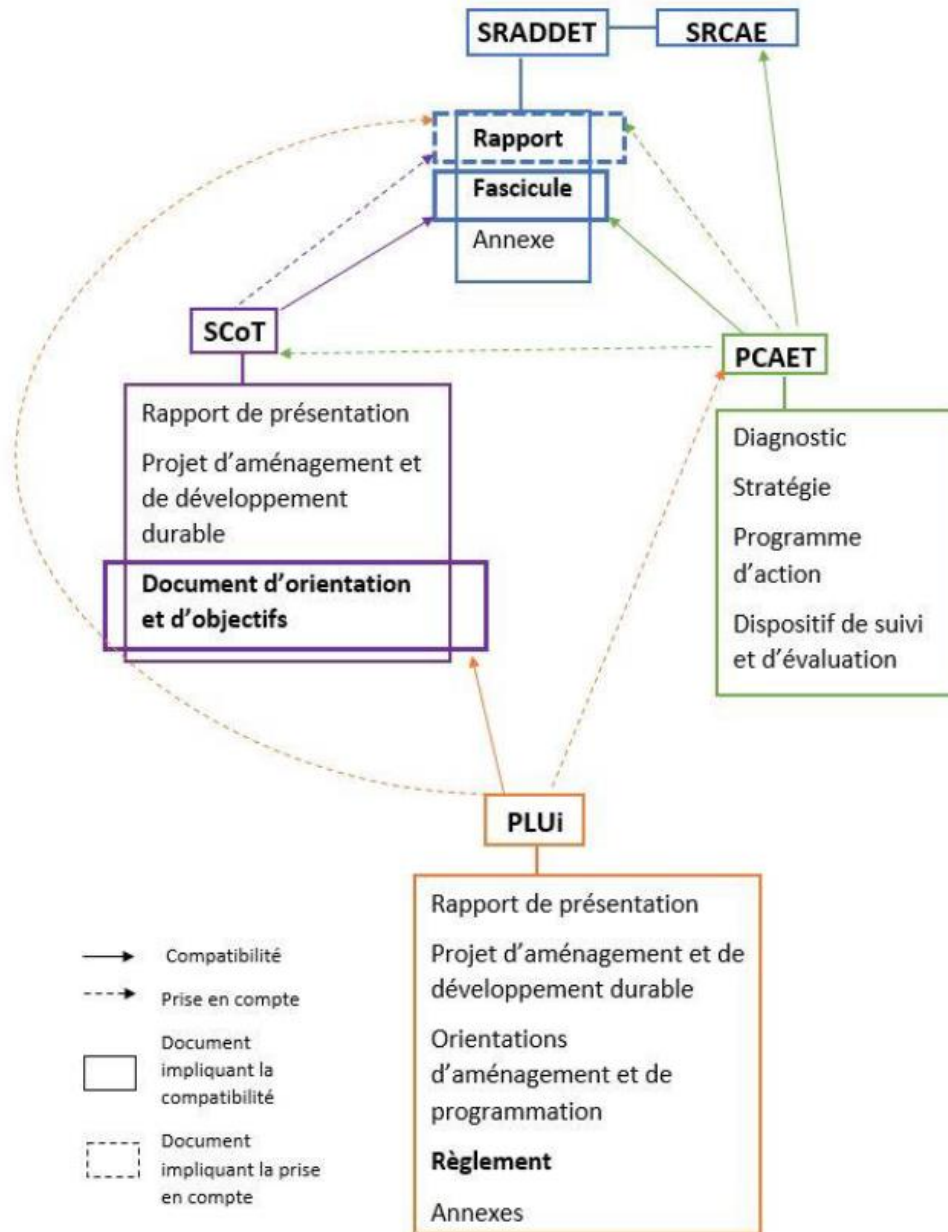 SRADDET
SRCAE
Rapport
Fascicule
Annexe
SCoT
PCAET
Rapport de présentation
Projet d’aménagement et
de développement
durable
Document d’orientation
et d’objectifs
Diagnostic
Stratégie
Programme
d’action
Dispositif de suivi
et d’évaluation
PLUi
Rapport de présentation
Projet d’aménagement et de
développement durable
Orientations
d’aménagement et de
programmation
Règlement
Annexes
Compatibilité
Prise en compte
Document
impliquant la
compatibilité
Document
impliquant la prise
en compte